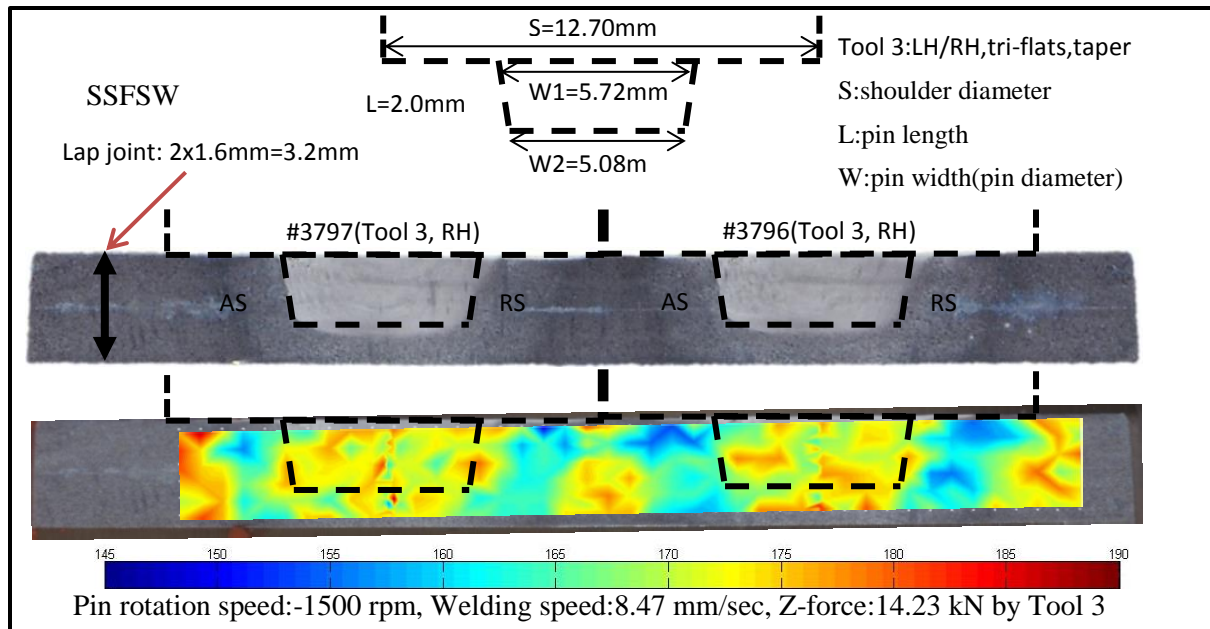 S=12.70mm
Tool 3:LH/RH,tri-flats,taper
SSFSW
L=2.0mm
W1=5.72mm
S:shoulder diameter
Lap joint: 2x1.6mm=3.2mm
L:pin length
W2=5.08m
W:pin width(pin diameter)
#3797(Tool 3, RH)
#3796(Tool 3, RH)
AS
RS
AS
RS
145 150 155 160 165 170 175 180 185 190
Pin rotation speed:-1500 rpm, Welding speed:8.47 mm/sec, Z-force:14.23 kN by Tool 3